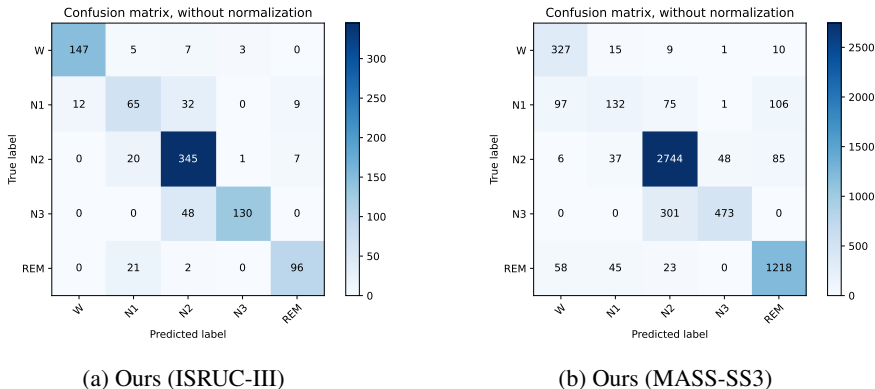 Confusion matrix, without normalization
W 147 5 7 3 0
N1 12 65 32 0 9
N2 0 20 345 1 7
N3 0 0 48 130 0
REM 0 21 2 0 96
W N1 N2 N3 REM
True label
Predicted label
300
250
200
150
100
50
0
(a) Ours (ISRUC-III)
Confusion matrix, without normalization
W 327 15 9 1 10
N1 97 132 75 1 106
N2 6 37 2744 48 85
N3 0 0 301 473 0
REM 58 45 23 0 1218
W N1 N2 N3 REM
True label
Predicted label
2500
2000
1500
1000
500
0
(b) Ours (MASS-SS3)